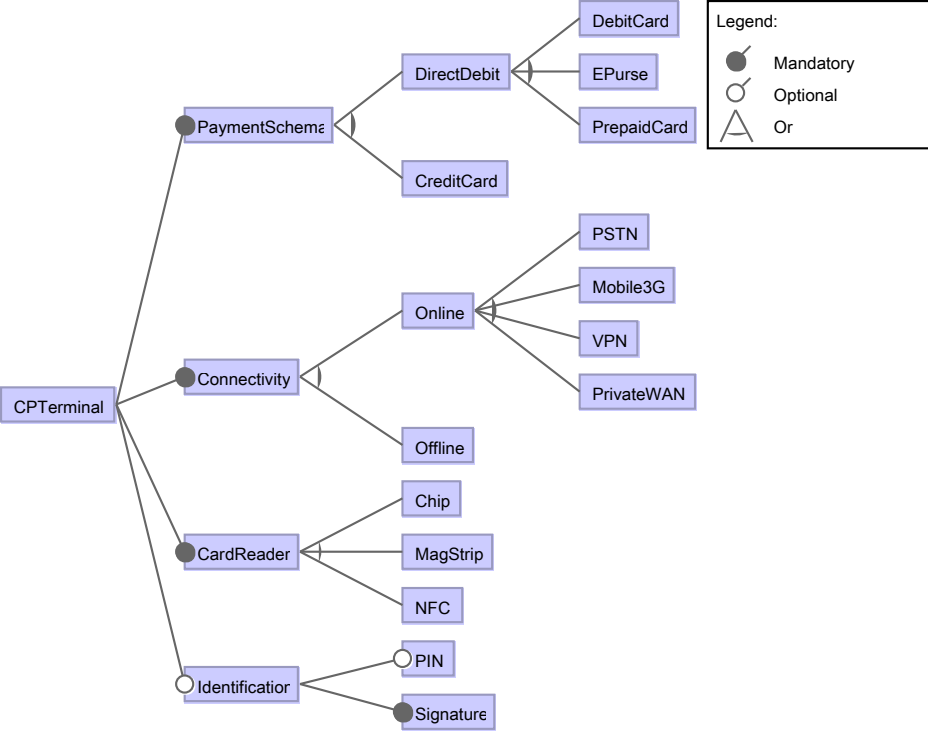 DebitCard
DirectDebit
EPurse
PaymentSchema
PrepaidCard
CreditCard
PSTN
Mobile3G
Online
VPN
Connectivity
PrivateWAN
CPTerminal
Offline
Chip
CardReader
MagStrip
NFC
PIN
Identification
Signature
Legend:
Mandatory
Optional
Or